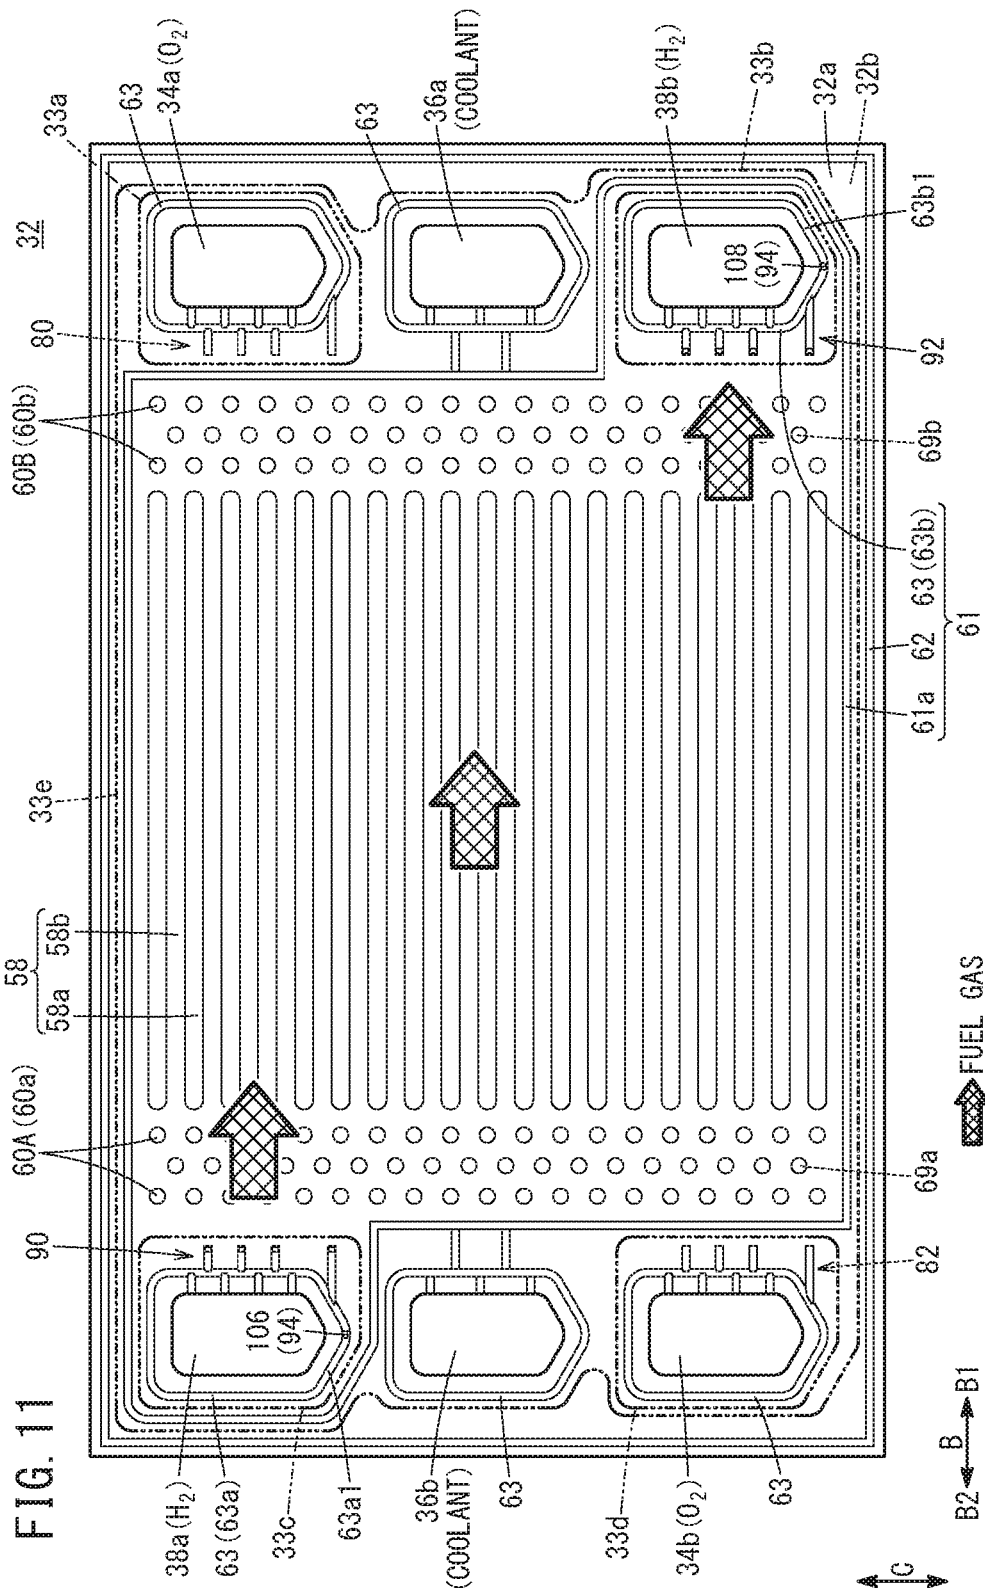 FIG. 11
32
33a
63
34a(O₂)
63
36a
(COOLANT)
38b(H₂)
33b
32a
32b
63b1
108
(94)
80
92
60B(60b)
69b
33e
58
58a 58b
61a 62 63(63b)
61
60A(60a)
69a
90
82
106
(94)
38a(H₂)
63(63a)
33c
63a1
36b
(COOLANT)
63
33d
34b(O₂)
63
FUEL GAS
B2 B B1
C